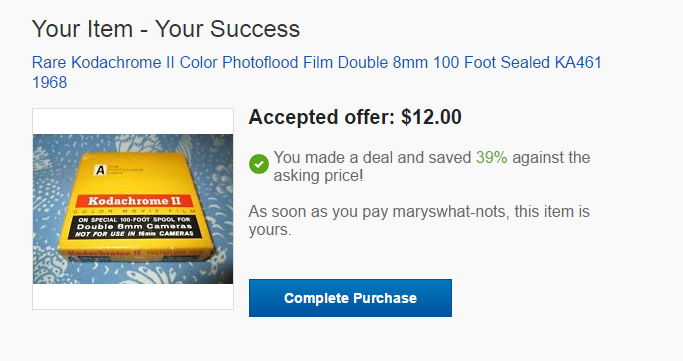 Your Item - Your Success
Rare Kodachrome II Color Photoflood Film Double 8mm 100 Foot Sealed KA461
1968
Accepted offer: $12.00
You made a deal and saved 39% against the
asking price!
As soon as you pay maryswhat-nots, this item is
yours.
Complete Purchase
A
Kodachrome II
COLOR MOVIE FILM
ON SPECIAL 100-FOOT SPOOL FOR
Double 8mm Cameras
NOT FOR USE IN 16mm CAMERAS
Kodachrome II